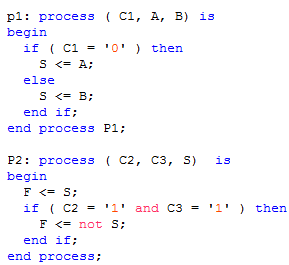 p1: process ( C1, A, B) is
begin
  if ( C1 = '0' ) then
    S <= A;
  else
    S <= B;
  end if;
end process P1;

P2: process ( C2, C3, S)  is
begin
  F <= S;
  if ( C2 = '1' and C3 = '1' ) then
    F <= not S;
  end if;
end process;